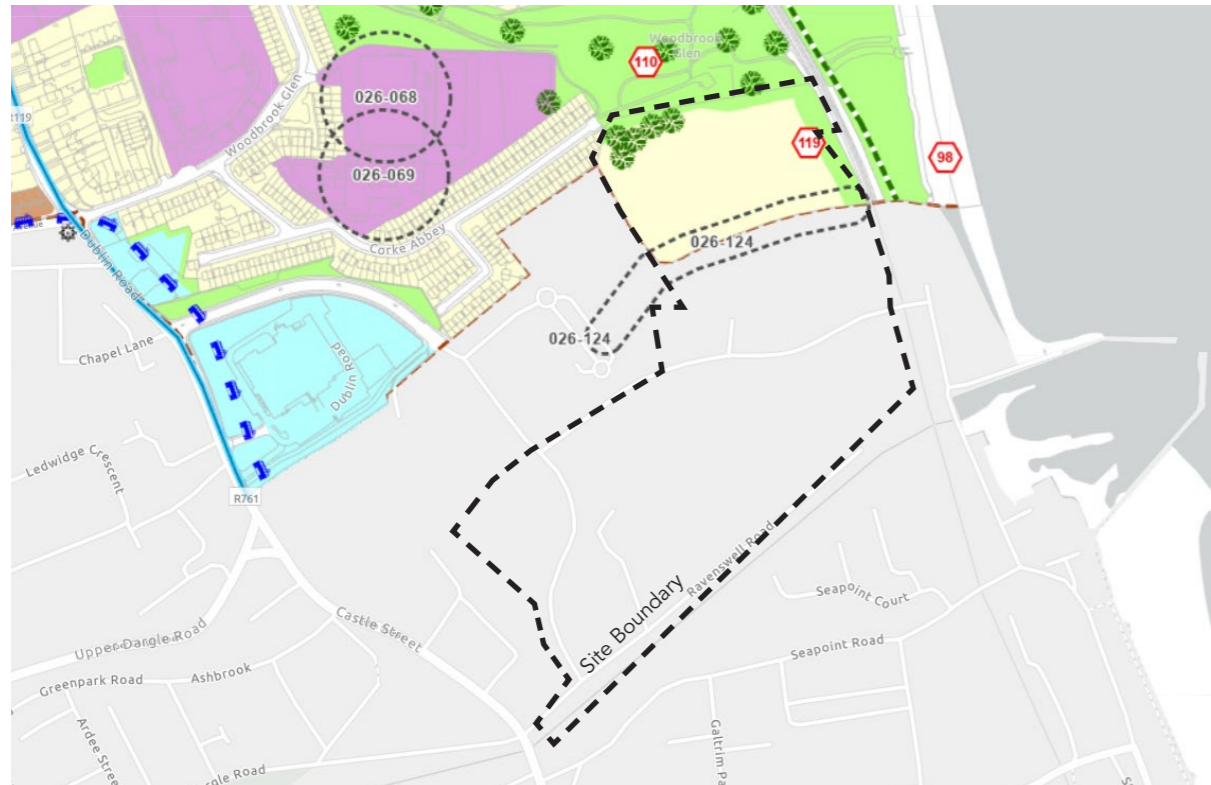 Woodbrook
Glen
110
026-068
R119
Woodbrook Glen
119
98
026-069
Corke Abbey
026-124
Dublin Road
026-124
Chapel Lane
Dublin Road
Ledwidge Crescent
R761
Ravenswell Road
Seapoint Court
Site Boundary
Castle Street
Upper Dargle Road
Seapoint Road
Ashbrook
Greenpark Road
Ardee Street
Galtrim Pa
rgle Road